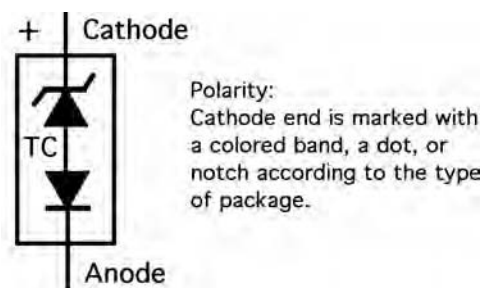 + Cathode
Polarity:
Cathode end is marked with
a colored band, a dot, or
TC
notch according to the type
of package.
Anode